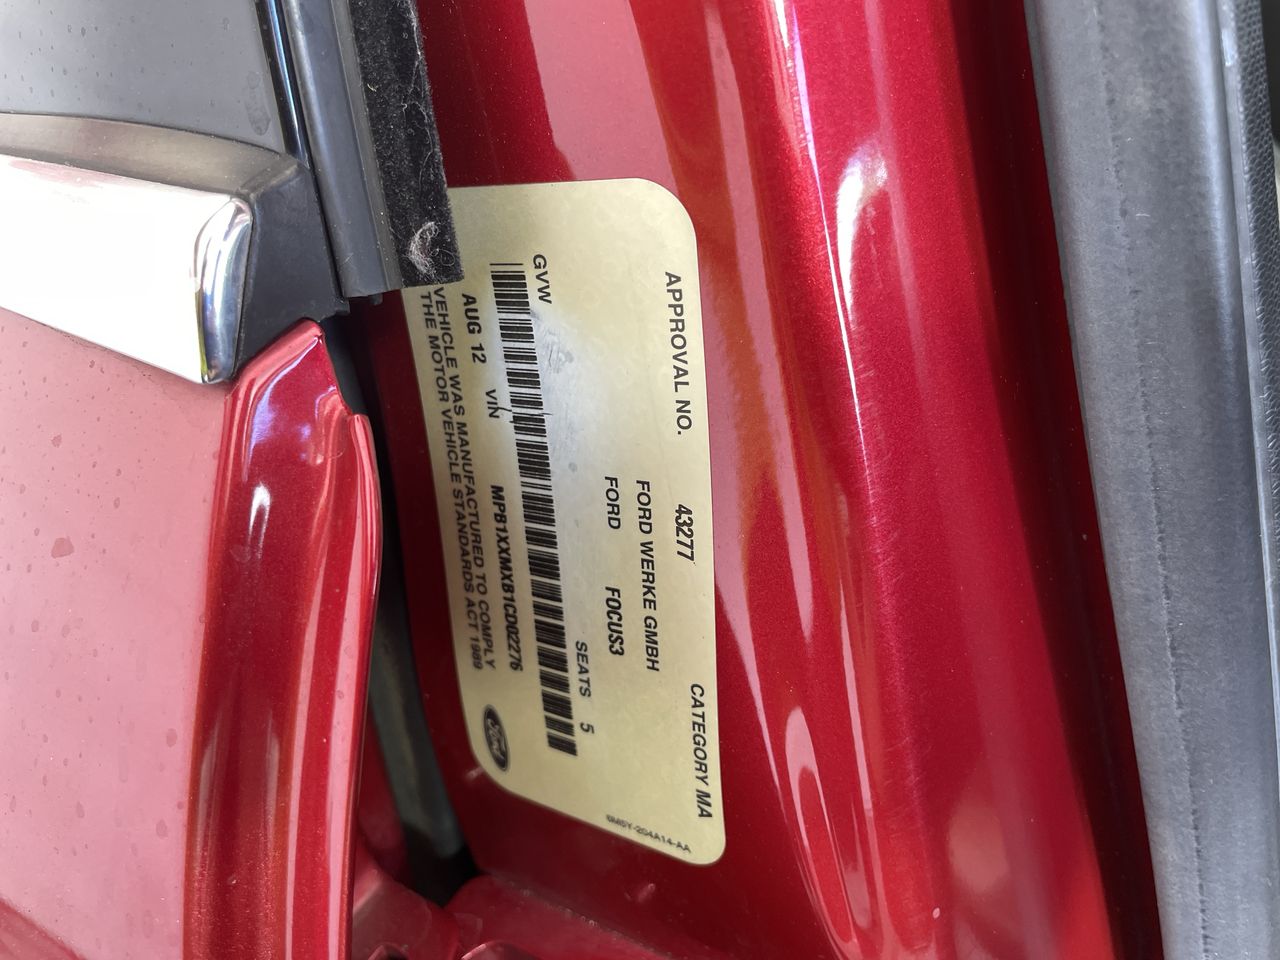 APPROVAL NO. 43277 CATEGORY MA
FORD WERKE GMBH
FORD FOCUS3
SEATS 5
GVW
AUG 12 VIN MPB1XXMXB1CD02276
VEHICLE WAS MANUFACTURED TO COMPLY
THE MOTOR VEHICLE STANDARDS ACT 1989
Ford